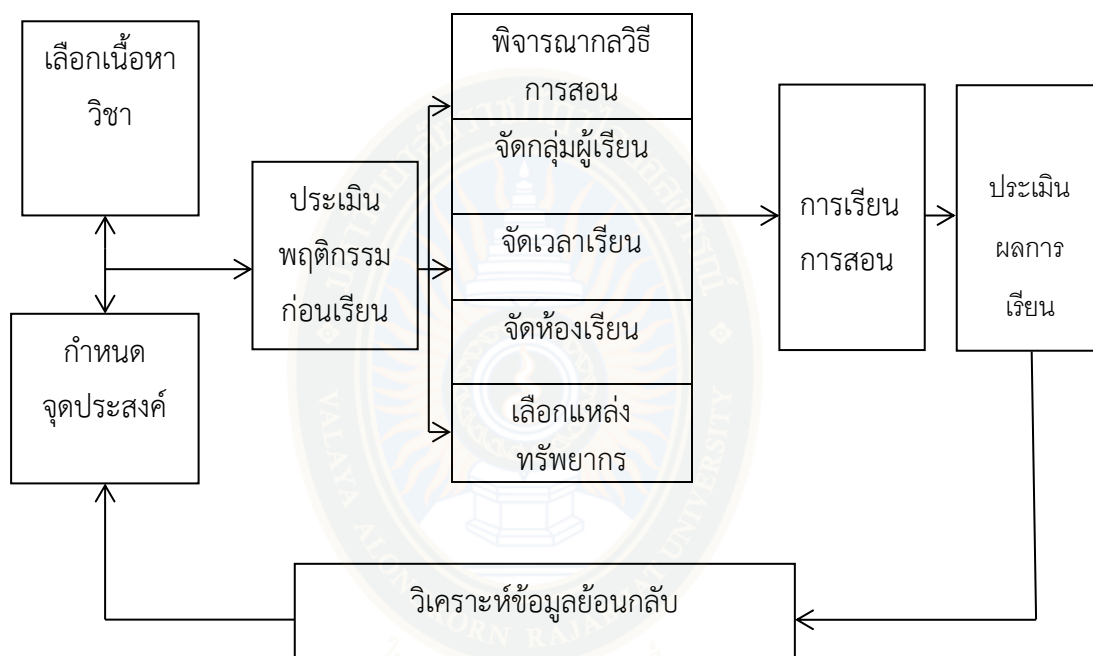 เลือกเนื้อหา
วิชา
กำหนด
จุดประสงค์
ประเมิน
พฤติกรรม
ก่อนเรียน
พิจารณากลวิธี
การสอน
จัดกลุ่มผู้เรียน
จัดเวลาเรียน
จัดห้องเรียน
เลือกแหล่ง
ทรัพยากร
การเรียน
การสอน
ประเมิน
ผลการ
เรียน
วิเคราะห์ข้อมูลย้อนกลับ
VALAYA ALONGKORN RAJABHAT UNIVERSITY